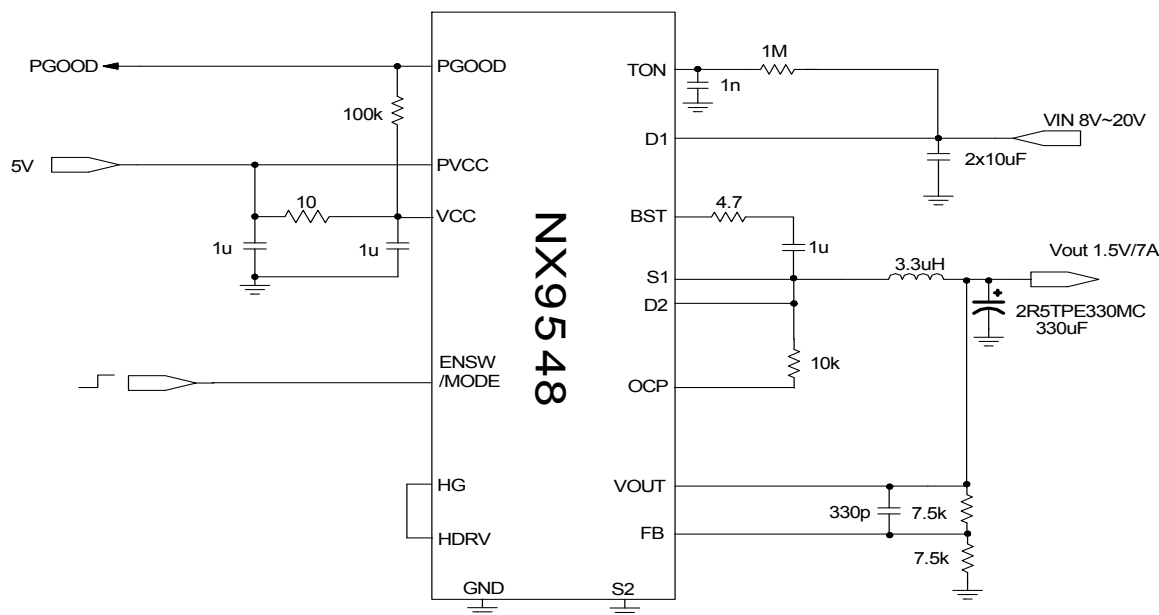 PGOOD
PGOOD
100k
5V
PVCC
10
VCC
1u
1u
ENSW
/MODE
HG
HDRV
GND
S2
NX9548
TON
1M
1n
D1
VIN 8V~20V
2x10uF
BST
4.7
1u
S1
3.3uH
Vout 1.5V/7A
D2
+
2R5TPE330MC
330uF
10k
OCP
VOUT
330p
7.5k
FB
7.5k